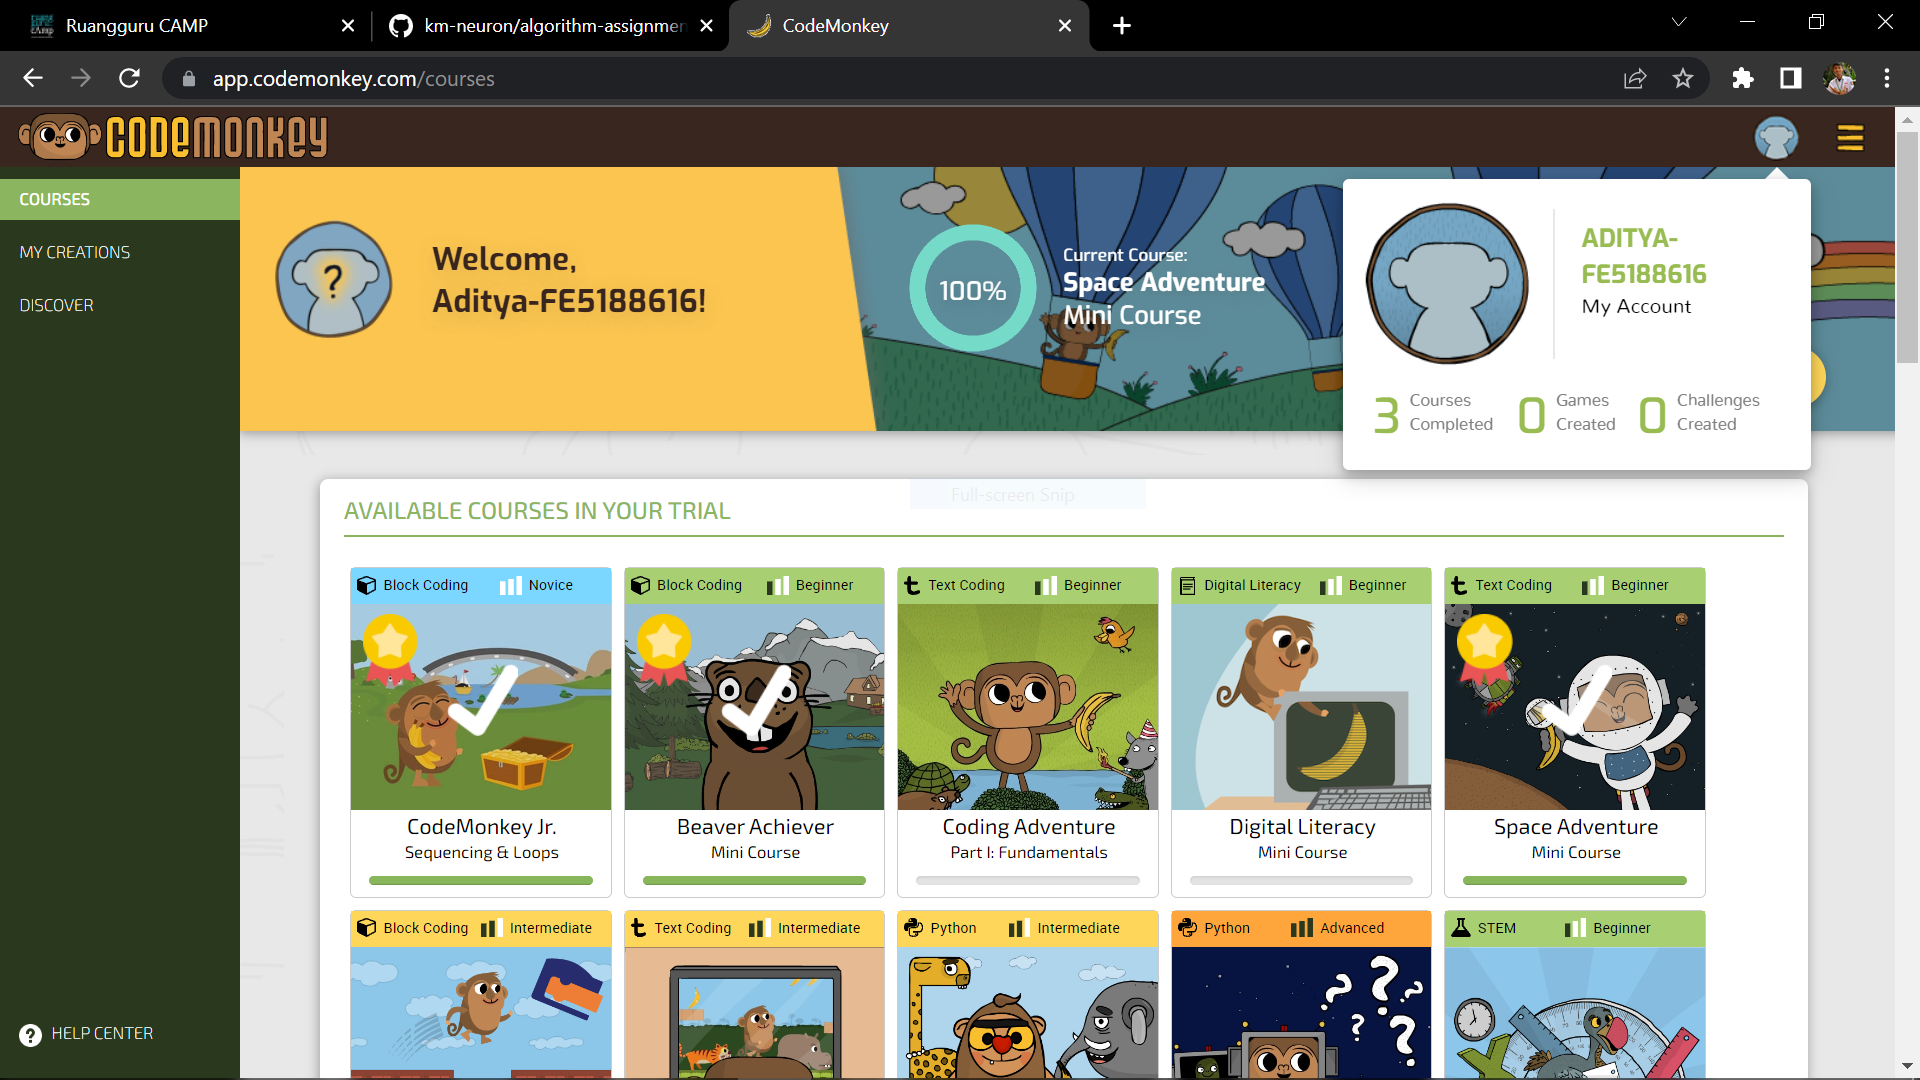 Ruangguru CAMP
km-neuron/algorithm-assignmen
CodeMonkey
app.codemonkey.com/courses
CODEMONKEY
COURSES
MY CREATIONS
DISCOVER
HELP CENTER
?
Welcome,
Aditya-FE5188616!
100%
Current Course:
Space Adventure
Mini Course
ADITYA-
FE5188616
My Account
3 Courses Completed
0 Games Created
0 Challenges Created
Full-screen Snip
AVAILABLE COURSES IN YOUR TRIAL
Block Coding Novice
CodeMonkey Jr.
Sequencing & Loops
Block Coding Beginner
Beaver Achiever
Mini Course
Text Coding Beginner
Coding Adventure
Part I: Fundamentals
Digital Literacy Beginner
Digital Literacy
Mini Course
Text Coding Beginner
Space Adventure
Mini Course
Block Coding Intermediate
Text Coding Intermediate
Python Intermediate
Python Advanced
? ? ? ? ?
STEM Beginner